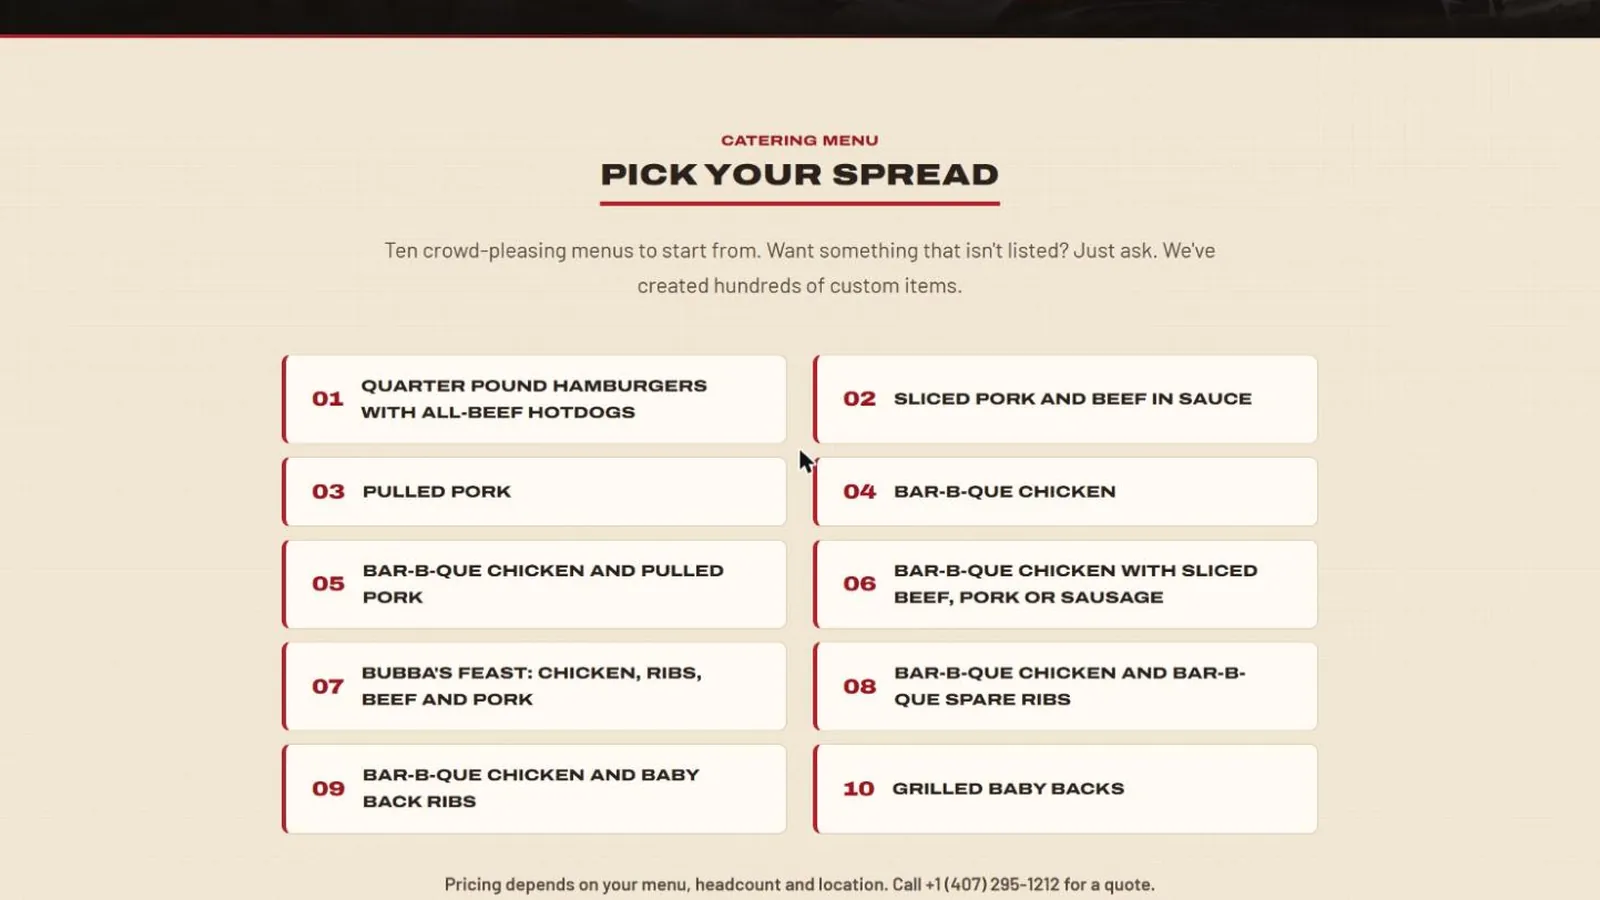 CATERING MENU
PICK YOUR SPREAD
Ten crowd-pleasing menus to start from. Want something that isn't listed? Just ask. We've
created hundreds of custom items.
01 QUARTER POUND HAMBURGERS
WITH ALL-BEEF HOTDOGS
02 SLICED PORK AND BEEF IN SAUCE
03 PULLED PORK
04 BAR-B-QUE CHICKEN
05 BAR-B-QUE CHICKEN AND PULLED
PORK
06 BAR-B-QUE CHICKEN WITH SLICED
BEEF, PORK OR SAUSAGE
07 BUBBA'S FEAST: CHICKEN, RIBS,
BEEF AND PORK
08 BAR-B-QUE CHICKEN AND BAR-B-
QUE SPARE RIBS
09 BAR-B-QUE CHICKEN AND BABY
BACK RIBS
10 GRILLED BABY BACKS
Pricing depends on your menu, headcount and location. Call +1 (407) 295-1212 for a quote.